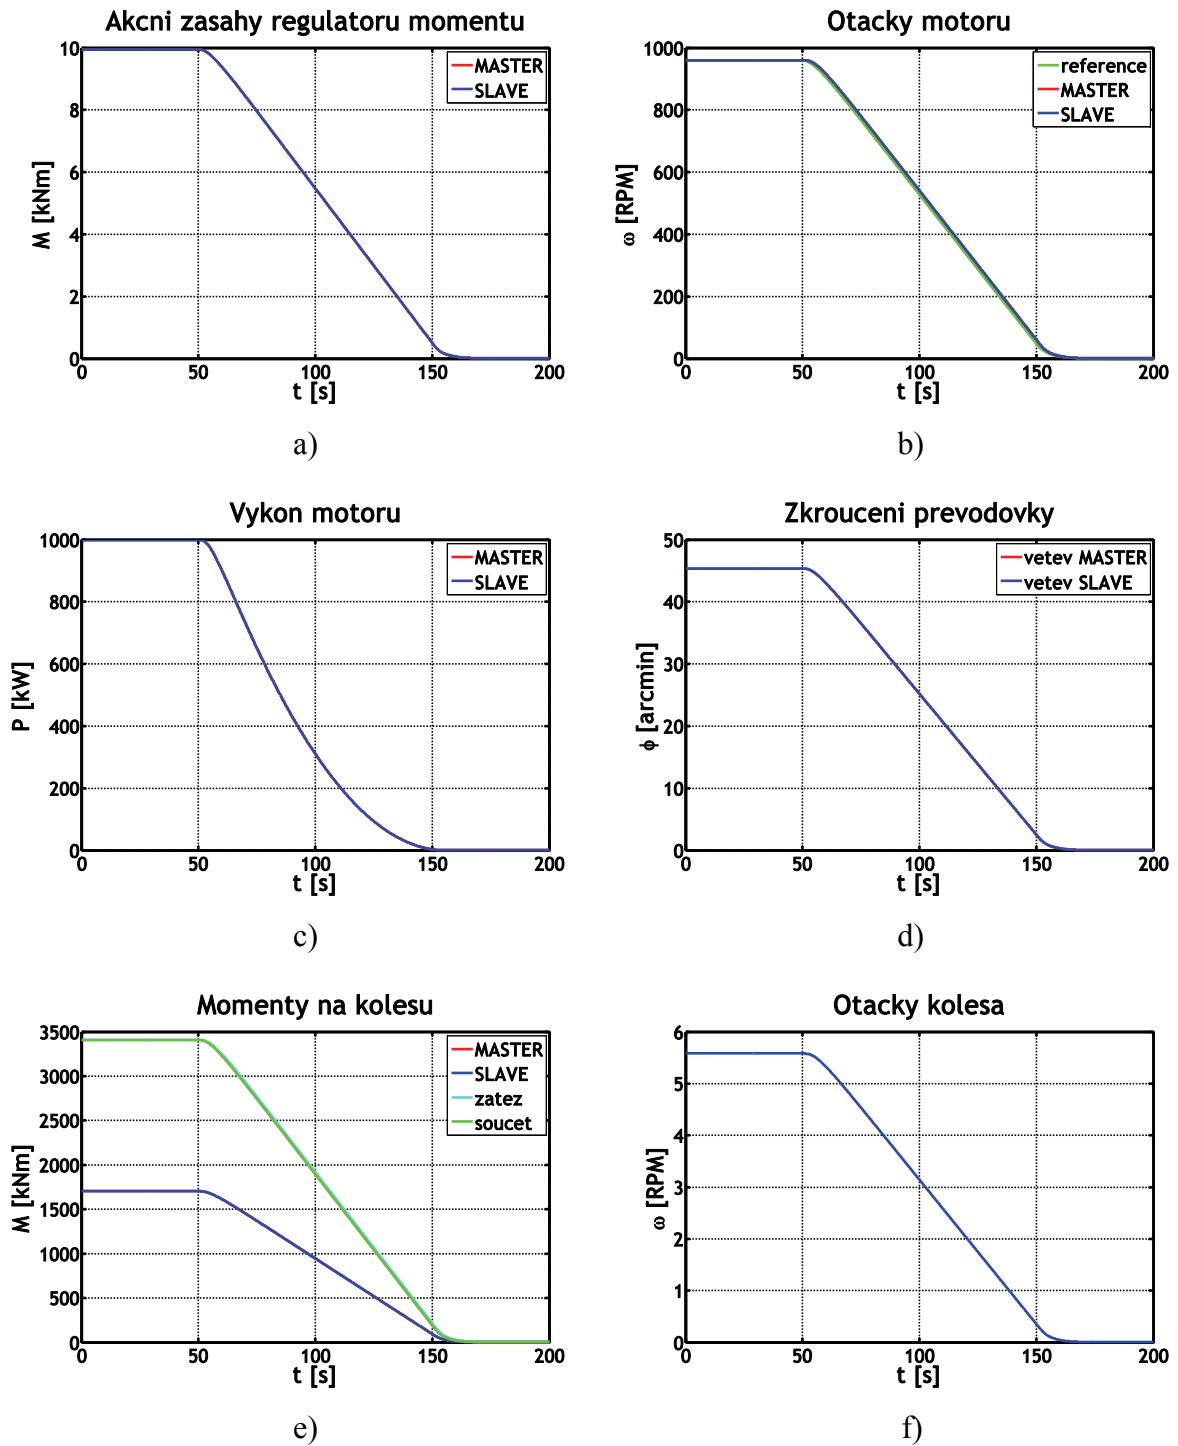 Akcni zasahy regulatoru momentu
10
8
6
4
2
0
M [kNm]
MASTER
SLAVE
0 50 100 150 200
t [s]
a)
Otacky motoru
1000
800
600
400
200
0
ω [RPM]
reference
MASTER
SLAVE
0 50 100 150 200
t [s]
b)
Vykon motoru
1000
800
600
400
200
0
P [kW]
MASTER
SLAVE
0 50 100 150 200
t [s]
c)
Zkrouceni prevodovky
50
40
30
20
10
0
ϕ [arcmin]
vetev MASTER
vetev SLAVE
0 50 100 150 200
t [s]
d)
Momenty na kolesu
3500
3000
2500
2000
1500
1000
500
0
M [kNm]
MASTER
SLAVE
zatez
soucet
0 50 100 150 200
t [s]
e)
Otacky kolesa
6
5
4
3
2
1
0
ω [RPM]
0 50 100 150 200
t [s]
f)